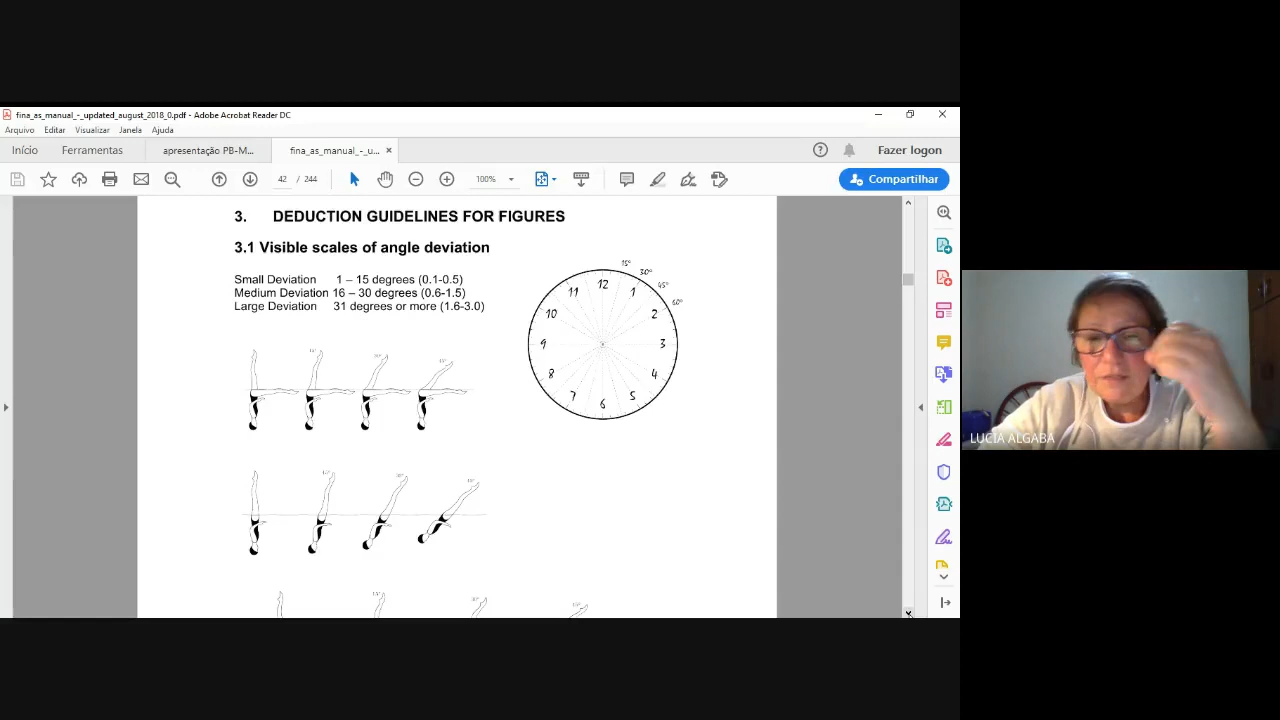 fina_as_manual_-_updated_august_2018_0.pdf - Adobe Acrobat Reader DC
Arquivo Editar Visualizar Janela Ajuda
Início Ferramentas apresentação PB-M... fina_as_manual_-_u... Fazer logon
42 / 244 100% Compartilhar
3. DEDUCTION GUIDELINES FOR FIGURES
3.1 Visible scales of angle deviation
Small Deviation 1 – 15 degrees (0.1-0.5)
Medium Deviation 16 – 30 degrees (0.6-1.5)
Large Deviation 31 degrees or more (1.6-3.0)
15° 30° 45° 60°
12 1 2 3 4 5 6 7 8 9 10 11
LUCIA ALGABA